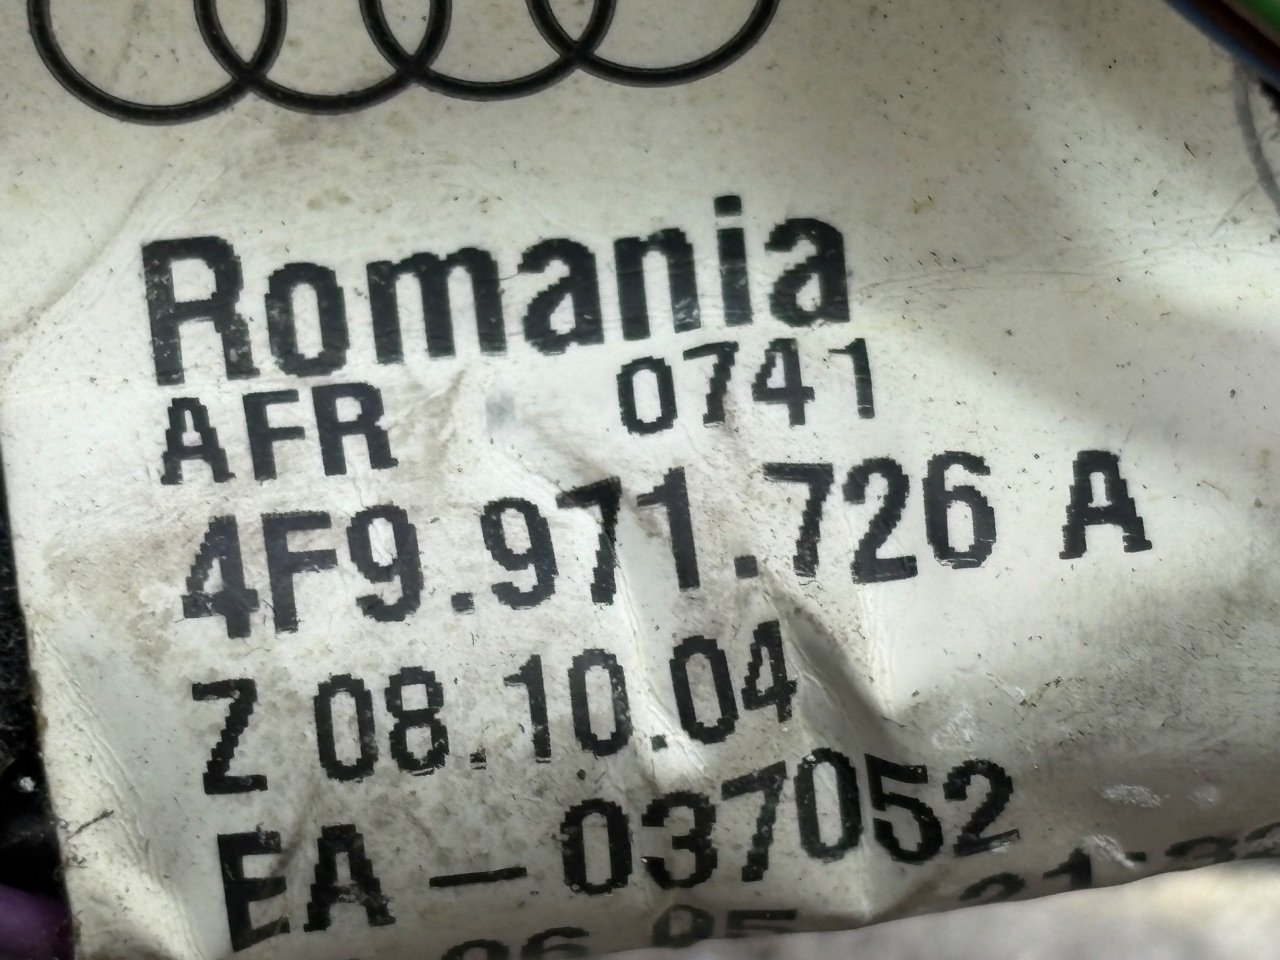 Romania
AFR 0741
4F9.971.726 A
Z 08.10.04
EA-037052